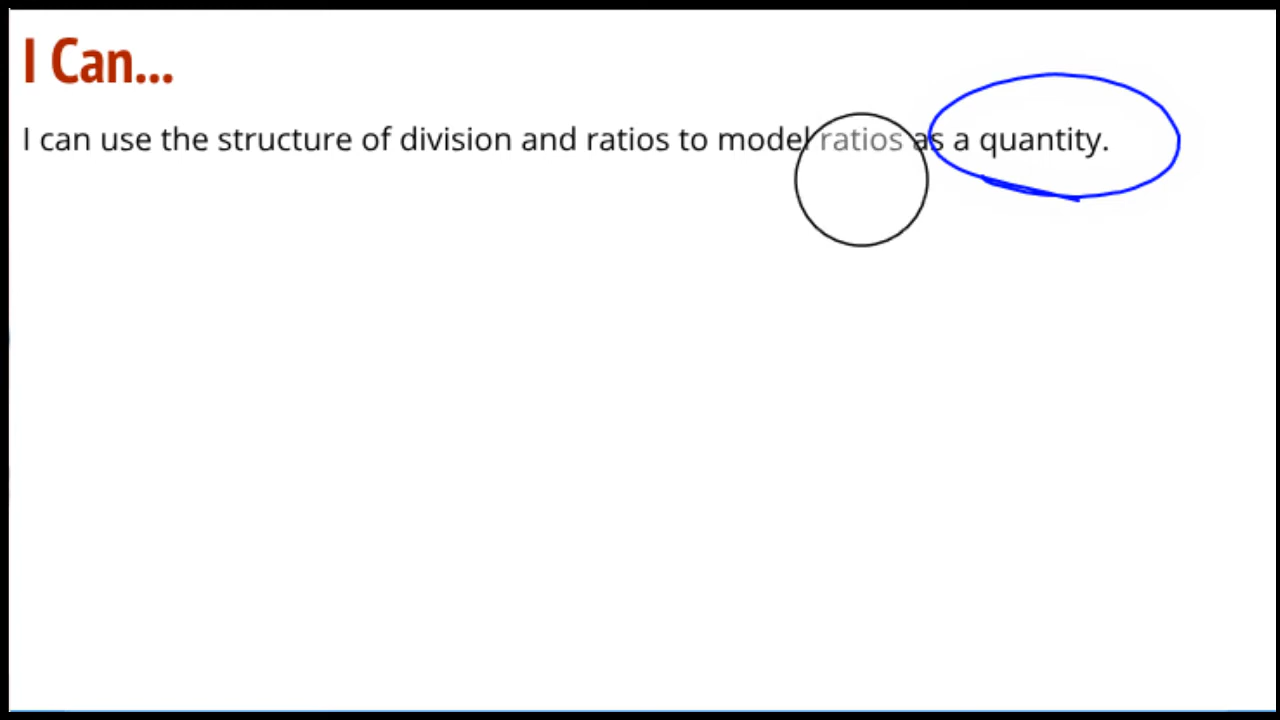 I Can...
I can use the structure of division and ratios to model ratios as a quantity.